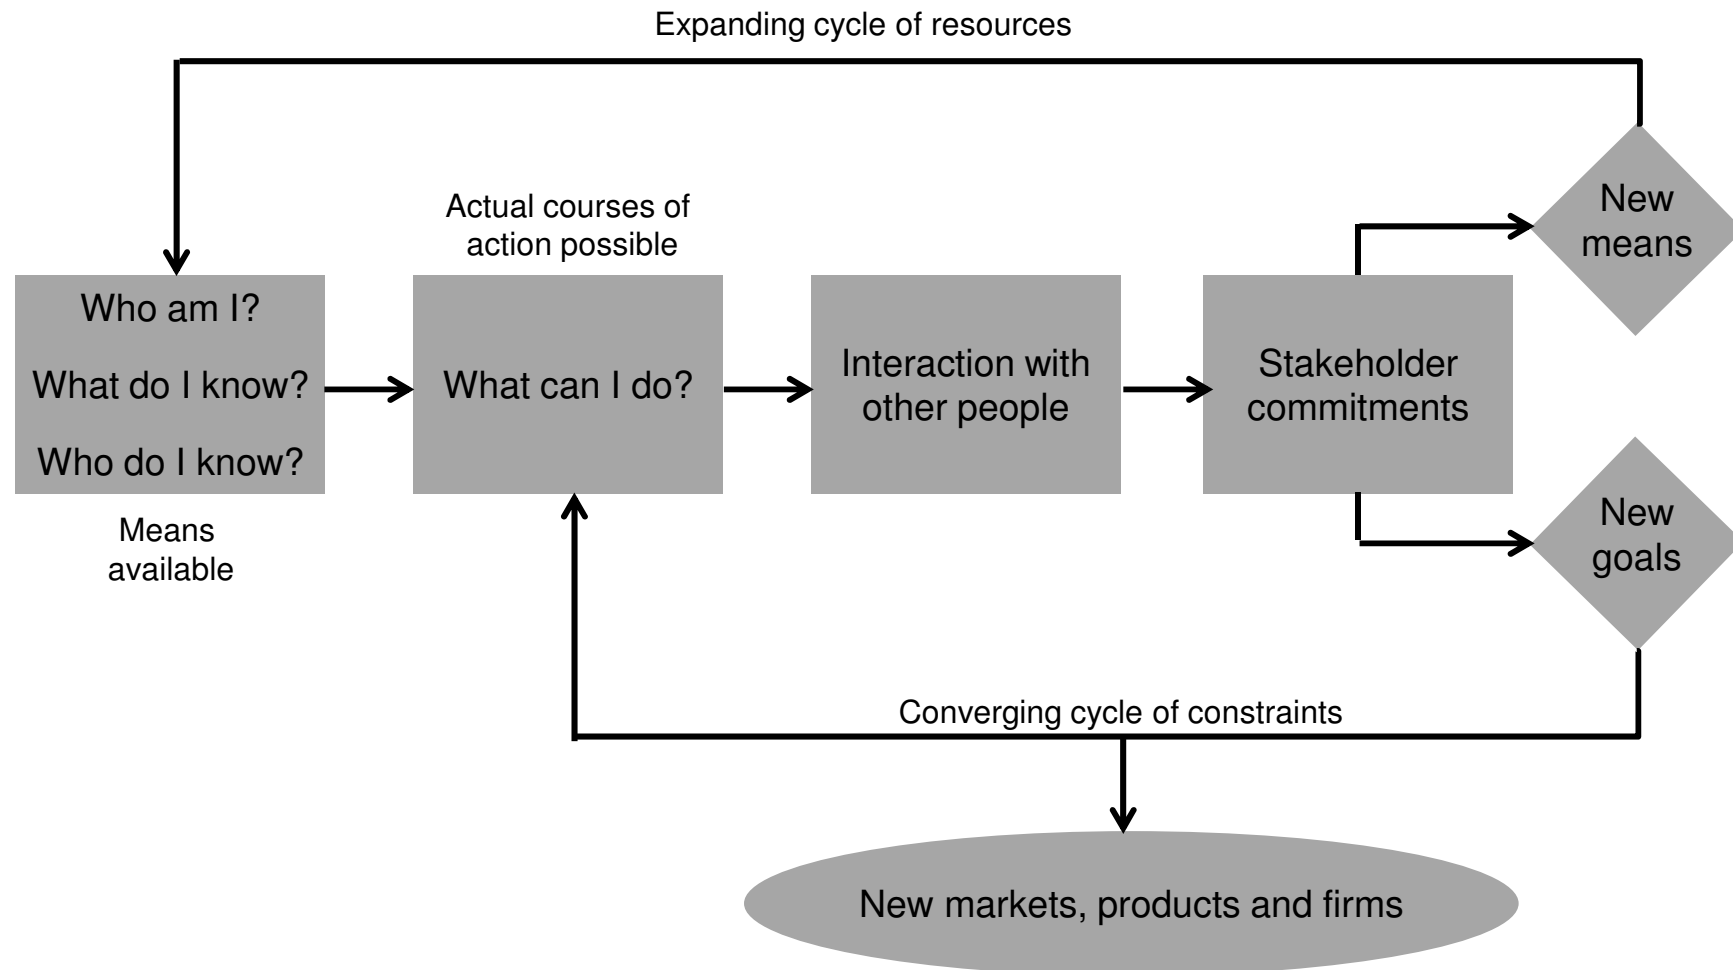 Expanding cycle of resources
Actual courses of
action possible
Who am I?
What do I know?
Who do I know?
Means
available
What can I do?
Interaction with
other people
Stakeholder
commitments
New
means
New
goals
Converging cycle of constraints
New markets, products and firms